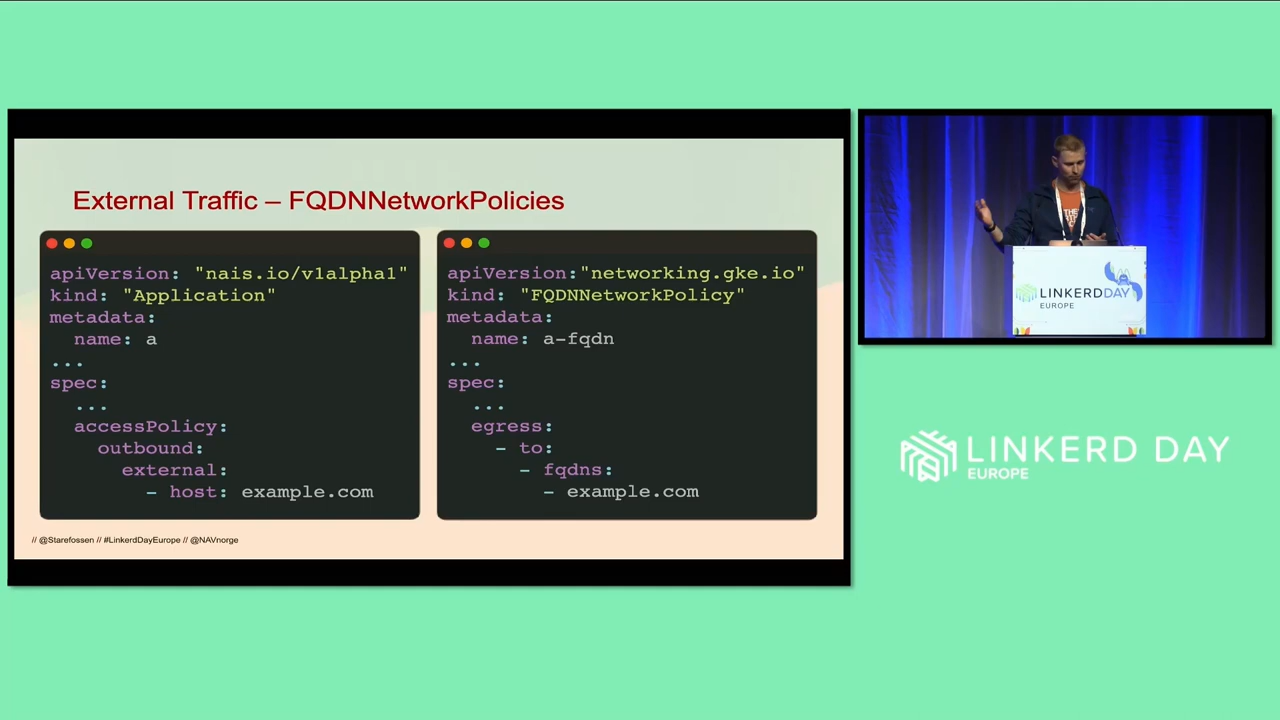 External Traffic – FQDNNetworkPolicies
apiVersion: "nais.io/v1alpha1"
kind: "Application"
metadata:
  name: a
...
spec:
  ...
  accessPolicy:
    outbound:
      external:
        - host: example.com
apiVersion:"networking.gke.io"
kind: "FQDNNetworkPolicy"
metadata:
  name: a-fqdn
...
spec:
  ...
  egress:
    - to:
      - fqdns:
        - example.com
// @Starefossen // #LinkerdDayEurope // @NAVnorge
LINKERDDAY
EUROPE
LINKERD DAY
EUROPE